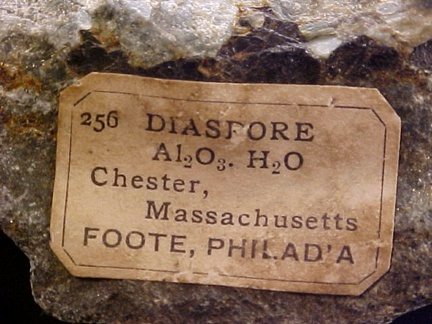 256 DIASPORE
Al₂O₃. H₂O
Chester,
Massachusetts
FOOTE, PHILAD'A